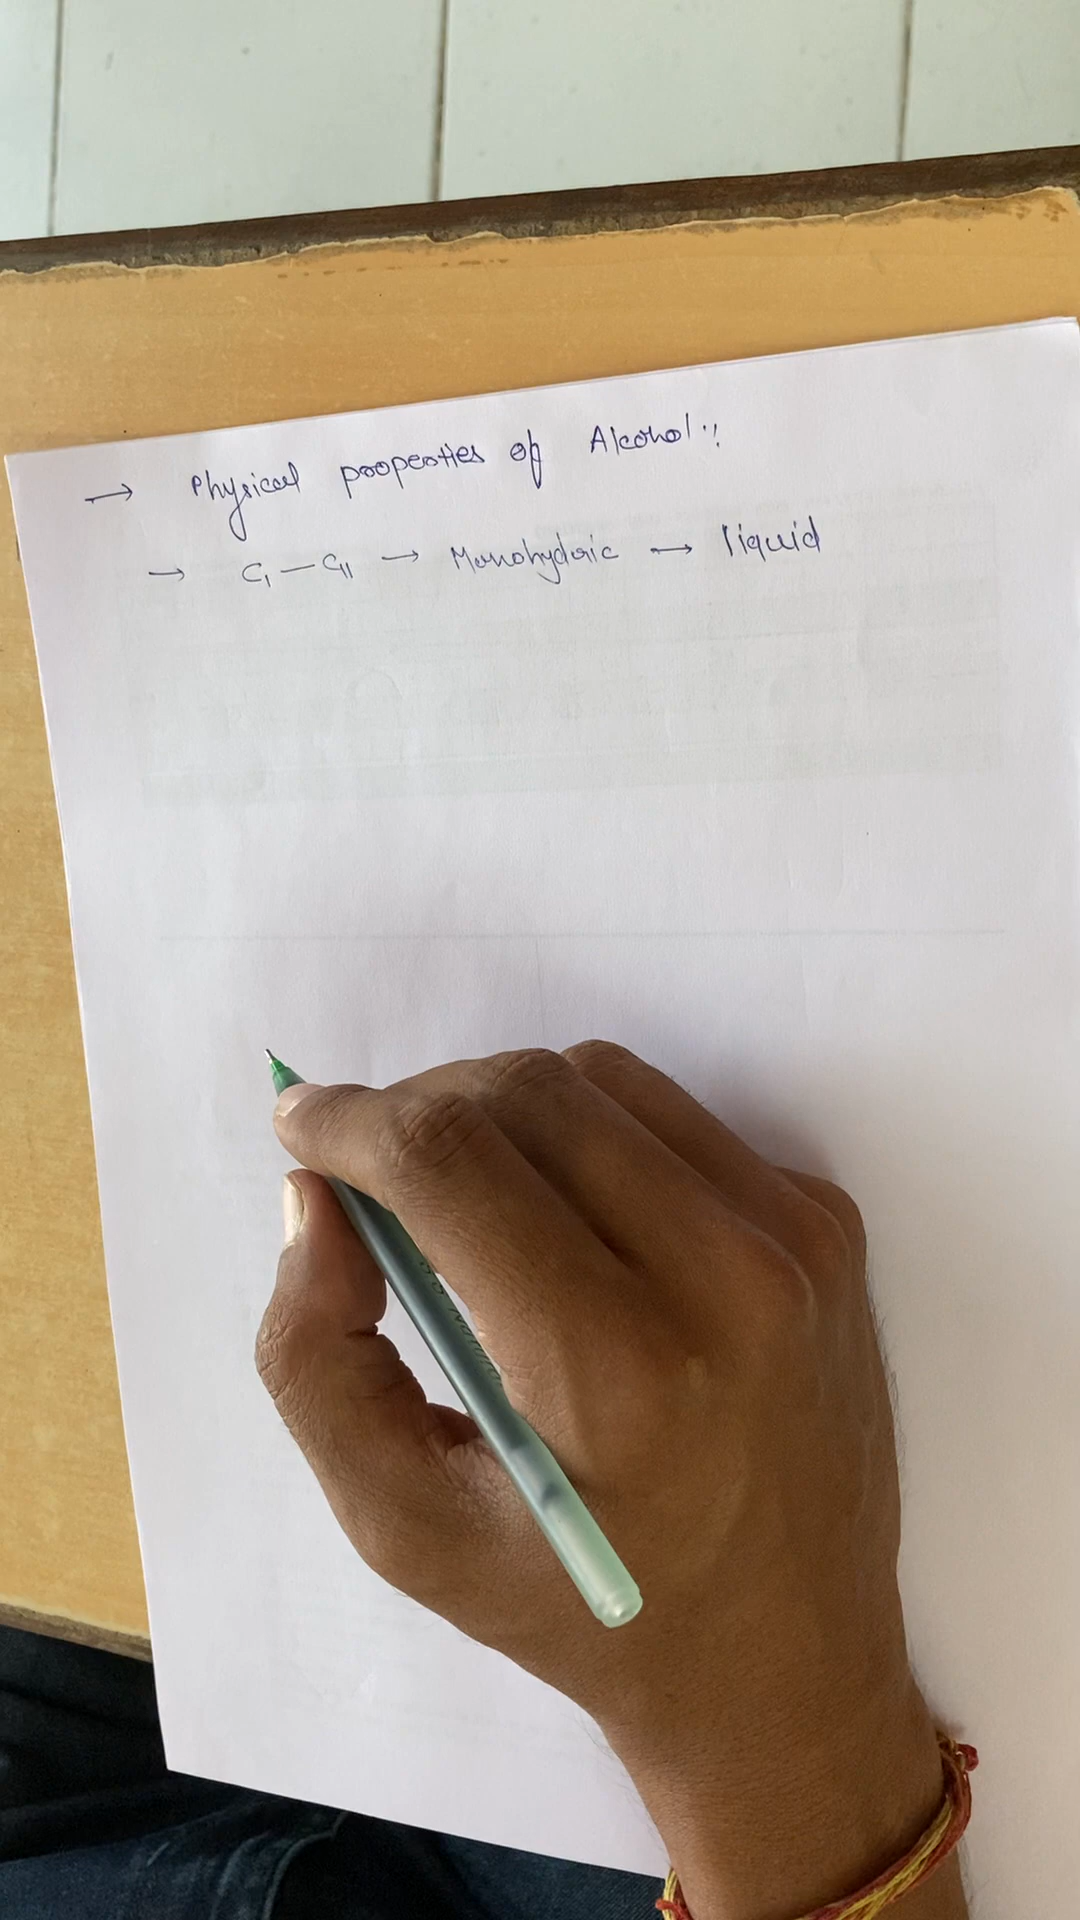 → Physical properties of Alcohol :
→ C₁ — C₁₁ → Monohydric → liquid